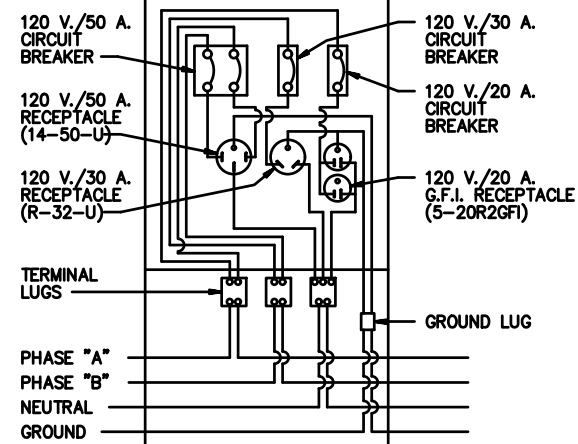 120 V./50 A.
CIRCUIT
BREAKER
120 V./50 A.
RECEPTACLE
(14-50-U)
120 V./30 A.
RECEPTACLE
(R-32-U)
TERMINAL
LUGS
PHASE "A"
PHASE "B"
NEUTRAL
GROUND
120 V./30 A.
CIRCUIT
BREAKER
120 V./20 A.
CIRCUIT
BREAKER
120 V./20 A.
G.F.I. RECEPTACLE
(5-20R2GFI)
GROUND LUG